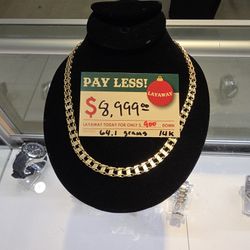 PAY LESS!
LAYAWAY
$8,999.00
LAYAWAY TODAY FOR ONLY $ 900 DOWN
64.1 grams 14K